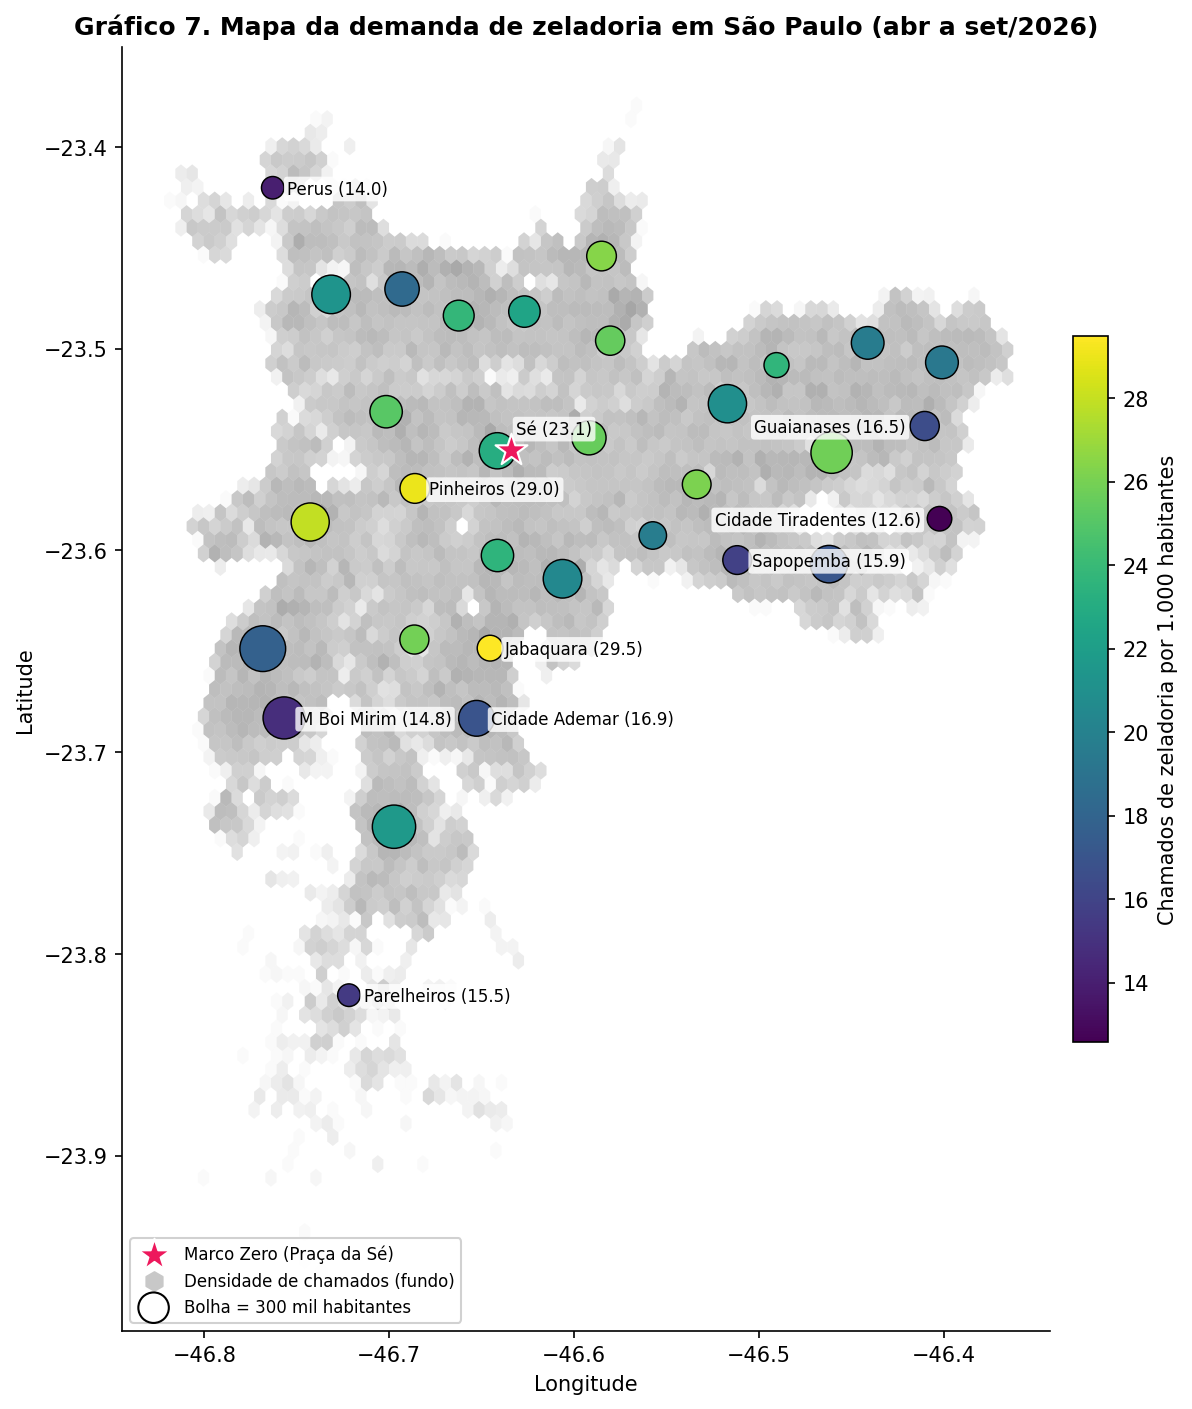 Gráfico 7. Mapa da demanda de zeladoria em São Paulo (abr a set/2026)
−23.4
−23.5
−23.6
−23.7
−23.8
−23.9
Latitude
Perus (14.0)
Sé (23.1)
Guaianases (16.5)
Pinheiros (29.0)
Cidade Tiradentes (12.6)
Sapopemba (15.9)
Jabaquara (29.5)
M Boi Mirim (14.8)
Cidade Ademar (16.9)
Parelheiros (15.5)
28
26
24
22
20
18
16
14
Chamados de zeladoria por 1.000 habitantes
Marco Zero (Praça da Sé)
Densidade de chamados (fundo)
Bolha = 300 mil habitantes
−46.8
−46.7
−46.6
−46.5
−46.4
Longitude